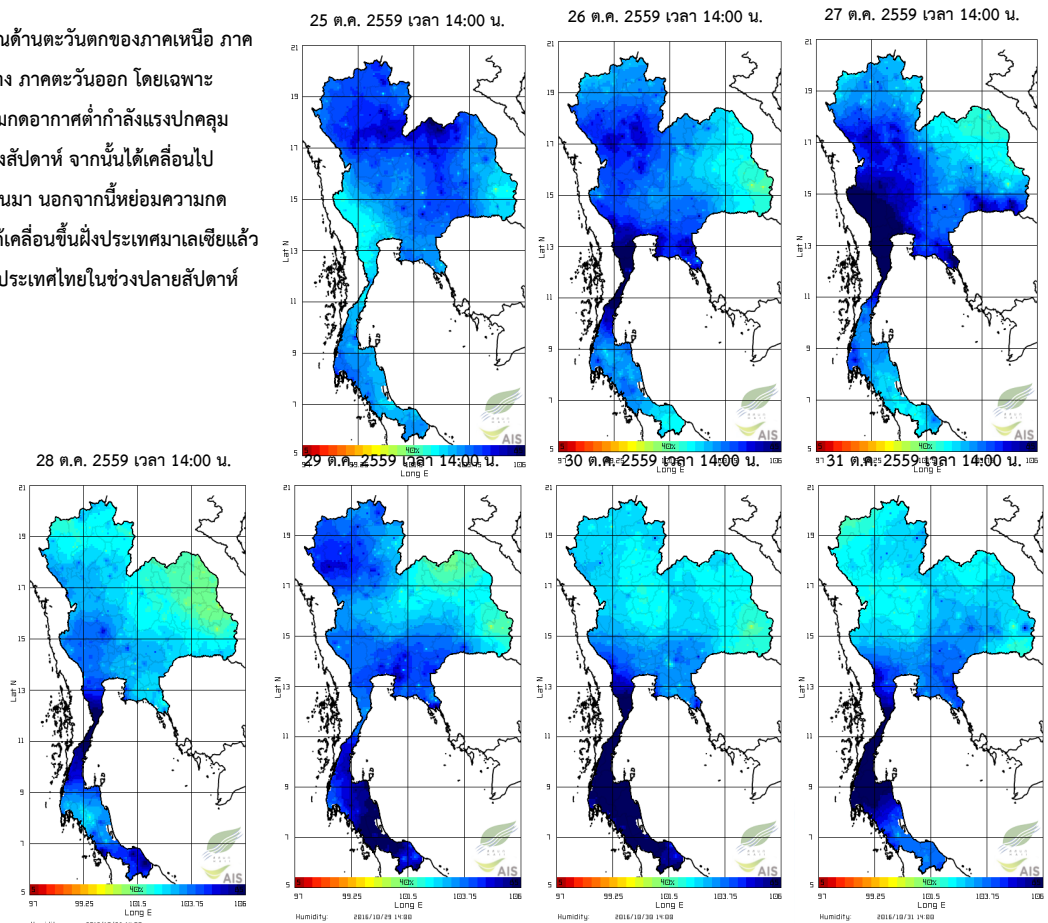 25 ต.ค. 2559 เวลา 14:00 น.
26 ต.ค. 2559 เวลา 14:00 น.
27 ต.ค. 2559 เวลา 14:00 น.
ด้านตะวันตกของภาคเหนือ ภาค
ภาคตะวันออก โดยเฉพาะ
กดอากาศต่ำกำลังแรงปกคลุม
สัปดาห์ จากนั้นได้เคลื่อนไป
นอกจากนี้หย่อมความกด
เคลื่อนขึ้นฝั่งประเทศมาเลเซียแล้ว
ประเทศไทยในช่วงปลายสัปดาห์
28 ต.ค. 2559 เวลา 14:00 น.
29 ต.ค. 2559 เวลา 14:00 น.
30 ต.ค. 2559 เวลา 14:00 น.
31 ต.ค. 2559 เวลา 14:00 น.
21
19
17
15
13
11
9
7
5
Lat N
97 99.25 101.5 103.75 106
Long E
40%
AIS
Humidity: 2016/10/29 14:00
Humidity: 2016/10/30 14:00
Humidity: 2016/10/31 14:00